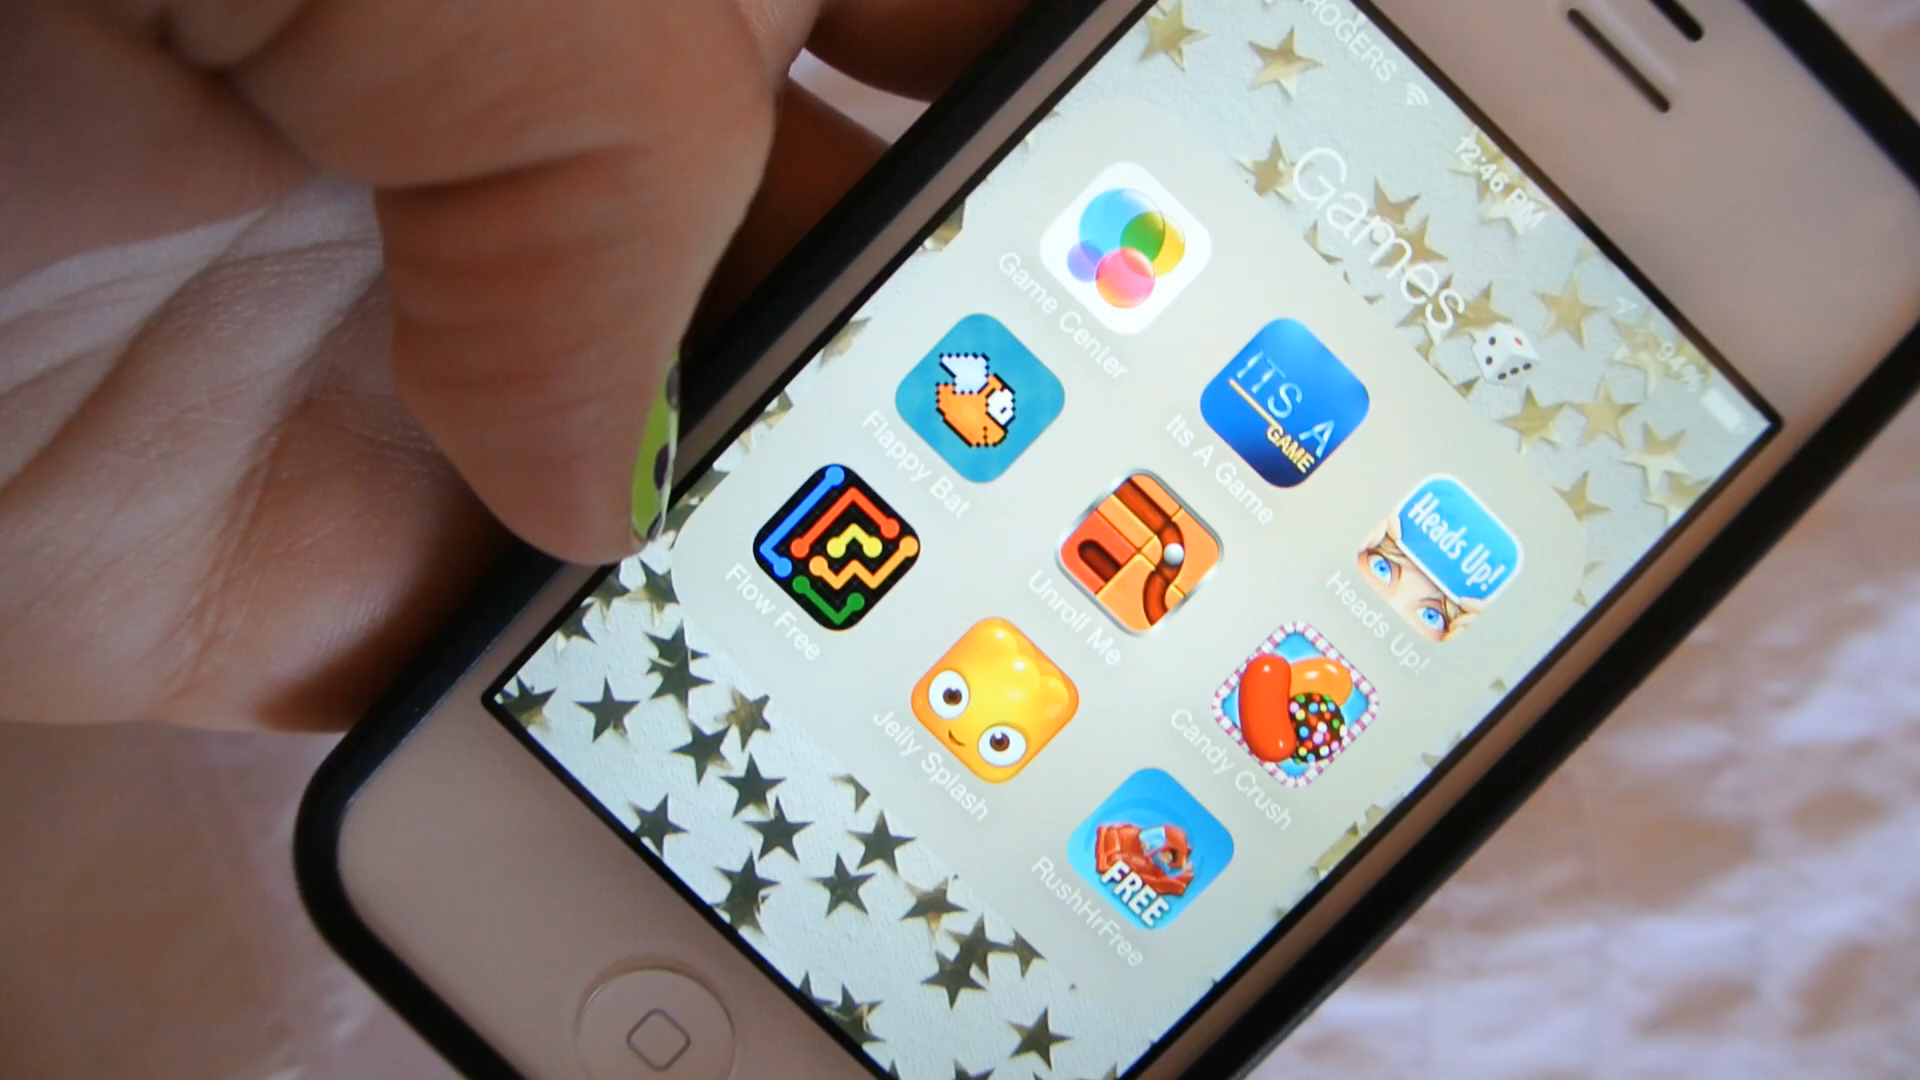 ROGERS 12:46 PM
Games
ITS A
GAME
Heads Up!
Game Center Its A Game Heads Up!
Flappy Bat Unroll Me Candy Crush
FREE
Flow Free Jelly Splash RushHrFree